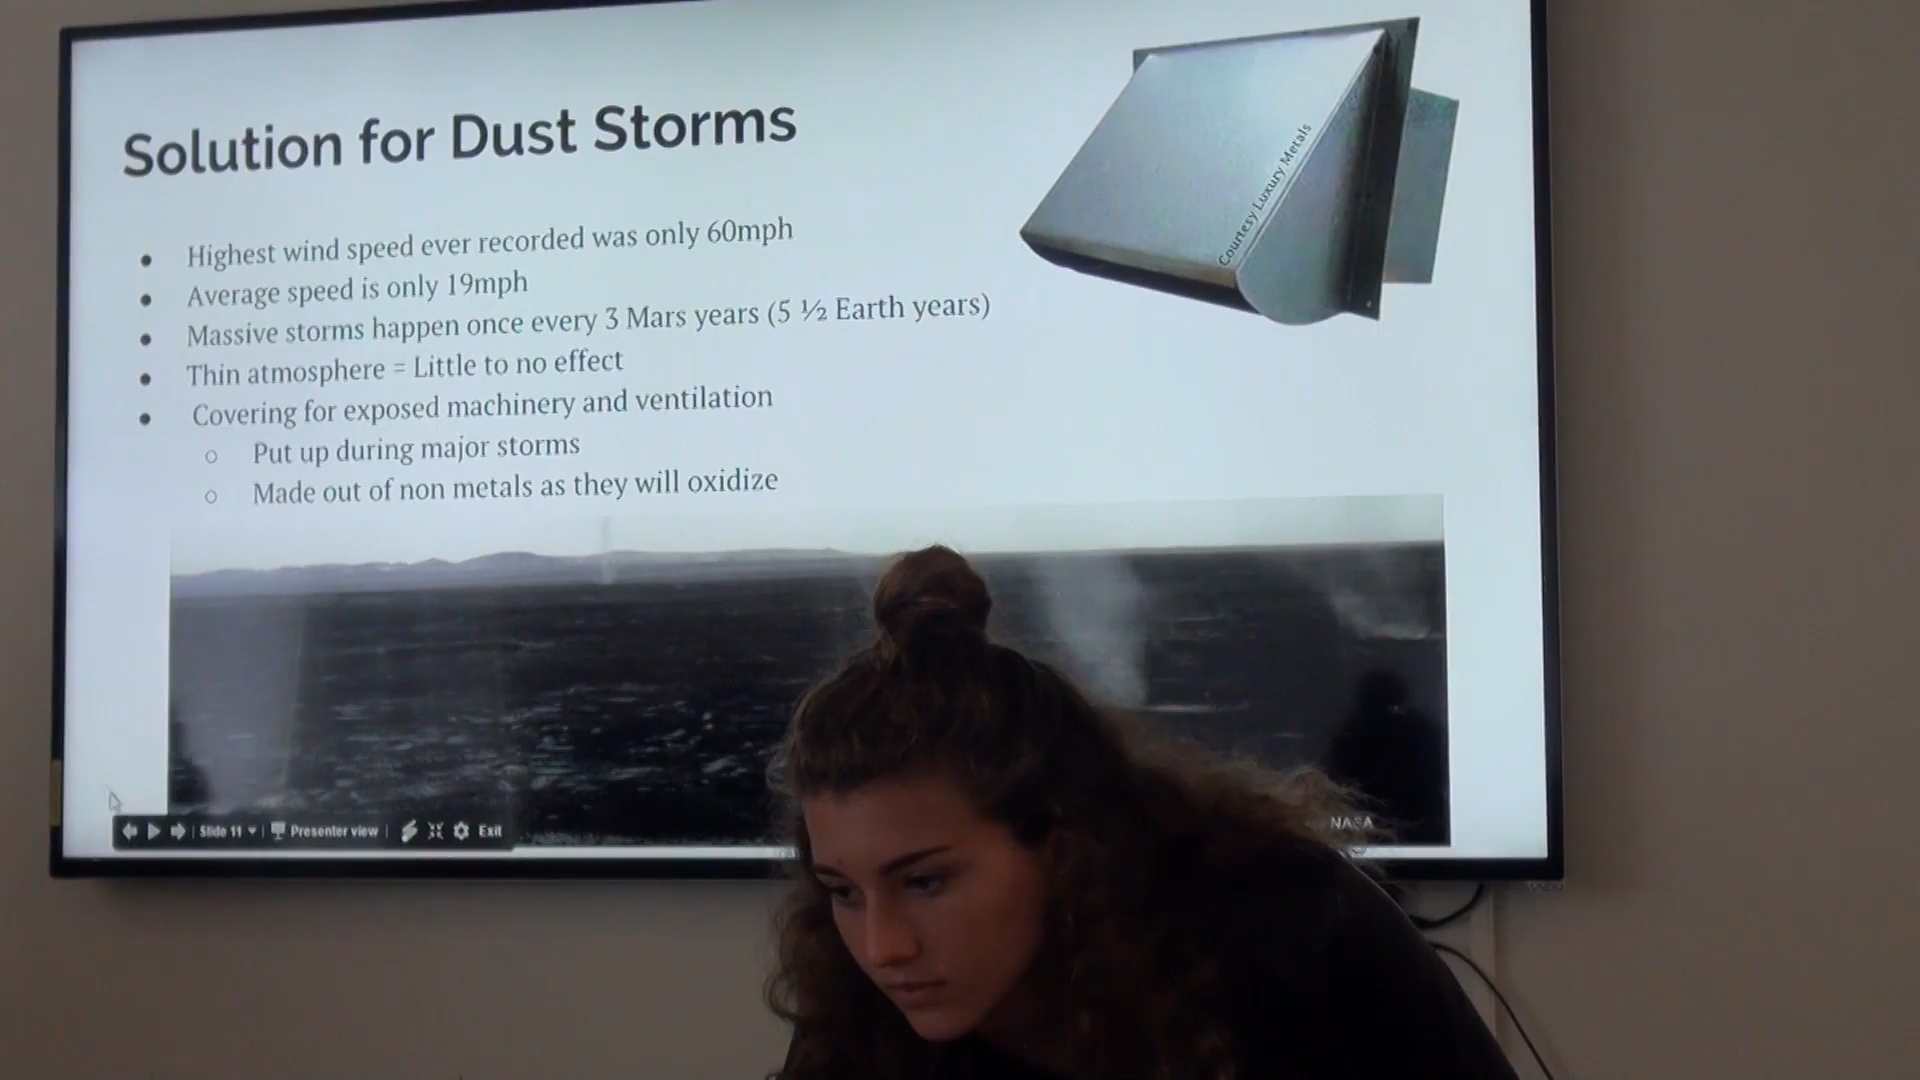 Solution for Dust Storms
Courtesy Luxury Metals
● Highest wind speed ever recorded was only 60mph
● Average speed is only 19mph
● Massive storms happen once every 3 Mars years (5 ½ Earth years)
● Thin atmosphere = Little to no effect
● Covering for exposed machinery and ventilation
○ Put up during major storms
○ Made out of non metals as they will oxidize
NASA
Slide 11
Presenter view
Exit
VIZIO